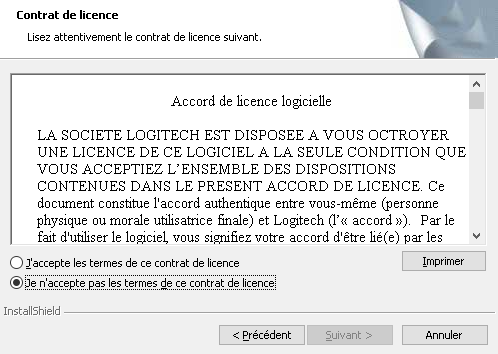 Contrat de licence
Lisez attentivement le contrat de licence suivant.
Accord de licence logicielle
LA SOCIETE LOGITECH EST DISPOSEE A VOUS OCTROYER
UNE LICENCE DE CE LOGICIEL A LA SEULE CONDITION QUE
VOUS ACCEPTIEZ L’ENSEMBLE DES DISPOSITIONS
CONTENUES DANS LE PRESENT ACCORD DE LICENCE. Ce
document constitue l'accord authentique entre vous-même (personne
physique ou morale utilisatrice finale) et Logitech (l’« accord »). Par le
fait d'utiliser le logiciel, vous signifiez votre accord d'être lié(e) par les
J'accepte les termes de ce contrat de licence
Imprimer
Je n'accepte pas les termes de ce contrat de licence
InstallShield
< Précédent Suivant > Annuler